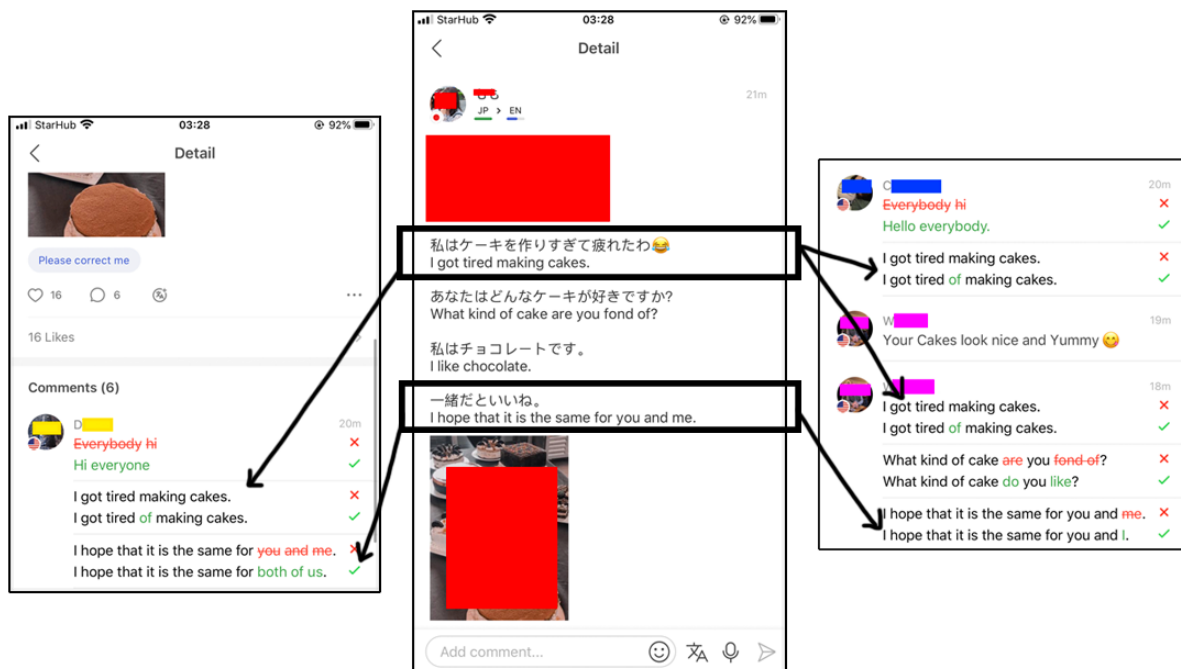 StarHub 03:28 92%
Detail
Please correct me
16 6
16 Likes
Comments (6)
D
20m
Everybody hi
Hi everyone
I got tired making cakes.
I got tired of making cakes.
I hope that it is the same for you and me.
I hope that it is the same for both of us.
StarHub 03:28 92%
Detail
21m
JP > EN
私はケーキを作りすぎて疲れたわ😂
I got tired making cakes.
あなたはどんなケーキが好きですか?
What kind of cake are you fond of?
私はチョコレートです。
I like chocolate.
一緒だといいね。
I hope that it is the same for you and me.
Add comment...
C
20m
Everybody hi
Hello everybody.
I got tired making cakes.
I got tired of making cakes.
W
19m
Your Cakes look nice and Yummy 😋
18m
I got tired making cakes.
I got tired of making cakes.
What kind of cake are you fond of?
What kind of cake do you like?
I hope that it is the same for you and me.
I hope that it is the same for you and I.